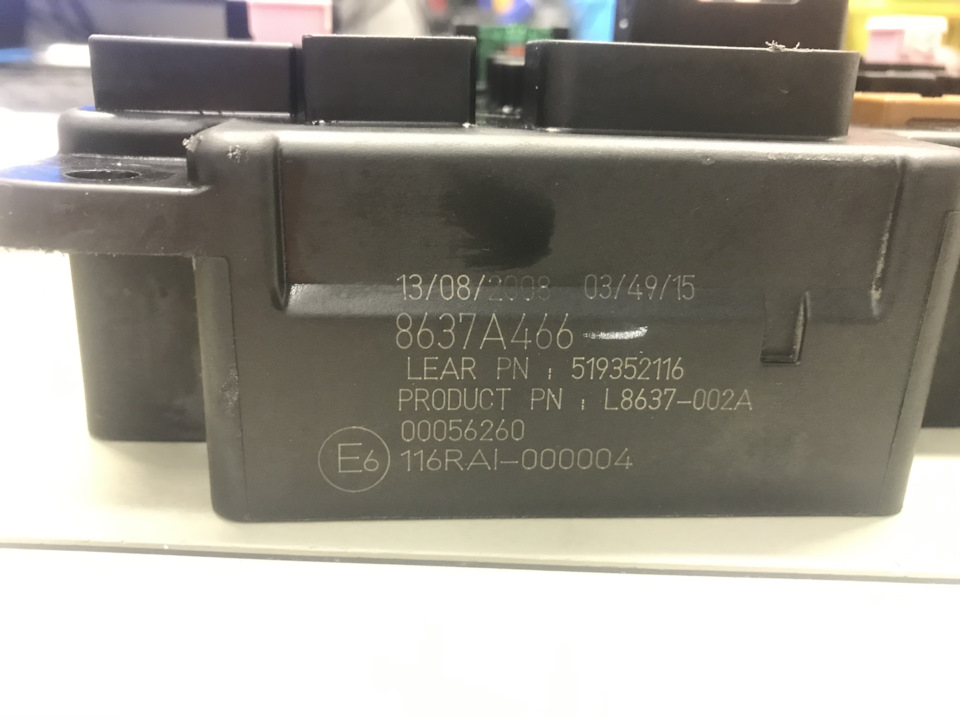 13/08/2008 03/49/15
8637A466
LEAR PN : 519352116
PRODUCT PN : L8637-002A
00056260
E6 116RAI-000004